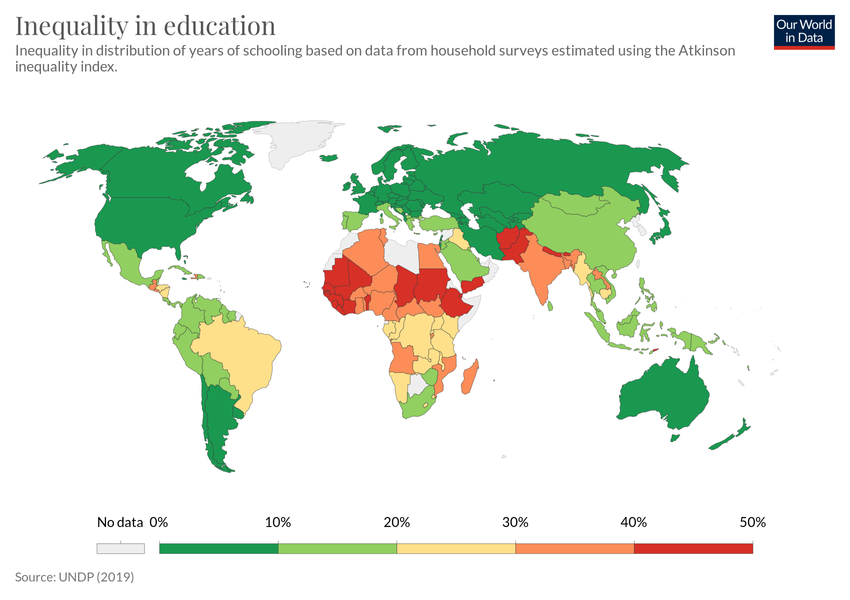 Inequality in education
Our World
in Data
Inequality in distribution of years of schooling based on data from household surveys estimated using the Atkinson
inequality index.
No data 0% 10% 20% 30% 40% 50%
Source: UNDP (2019)